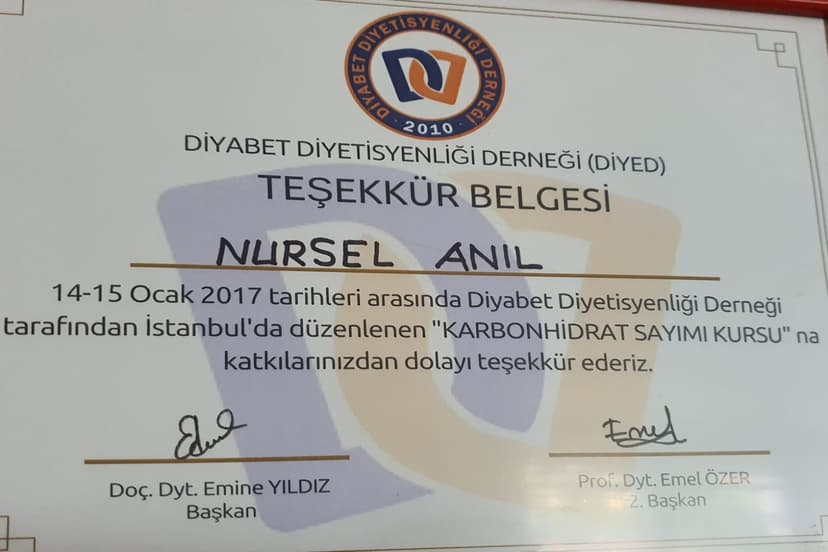 DİYABET DİYETİSYENLİĞİ DERNEĞİ
· 2010 ·
DİYABET DİYETİSYENLİĞİ DERNEĞİ (DİYED)
TEŞEKKÜR BELGESİ
NURSEL ANIL
14-15 Ocak 2017 tarihleri arasında Diyabet Diyetisyenliği Derneği
tarafından İstanbul'da düzenlenen "KARBONHİDRAT SAYIMI KURSU" na
katkılarınızdan dolayı teşekkür ederiz.
Doç. Dyt. Emine YILDIZ
Başkan
Prof. Dyt. Emel ÖZER
2. Başkan